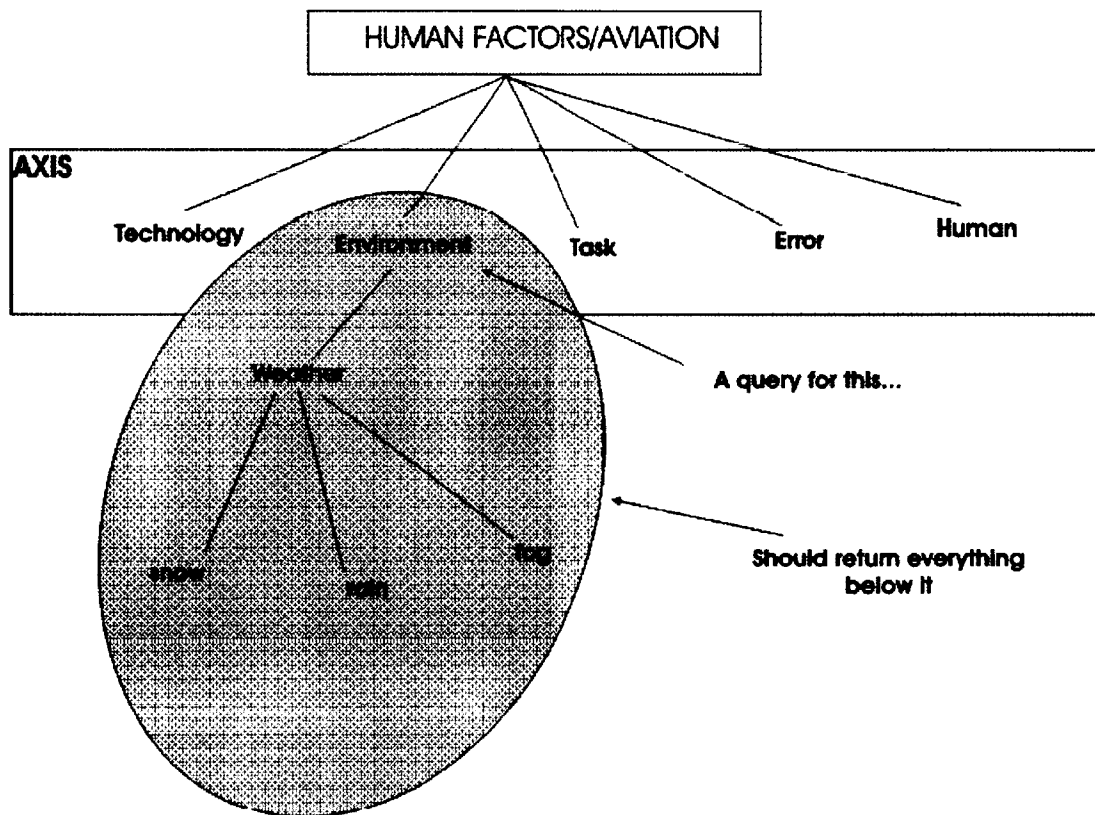 HUMAN FACTORS/AVIATION
AXIS
Technology
Environment
Task
Error
Human
Weather
A query for this...
snow
rain
fog
Should return everything
below it